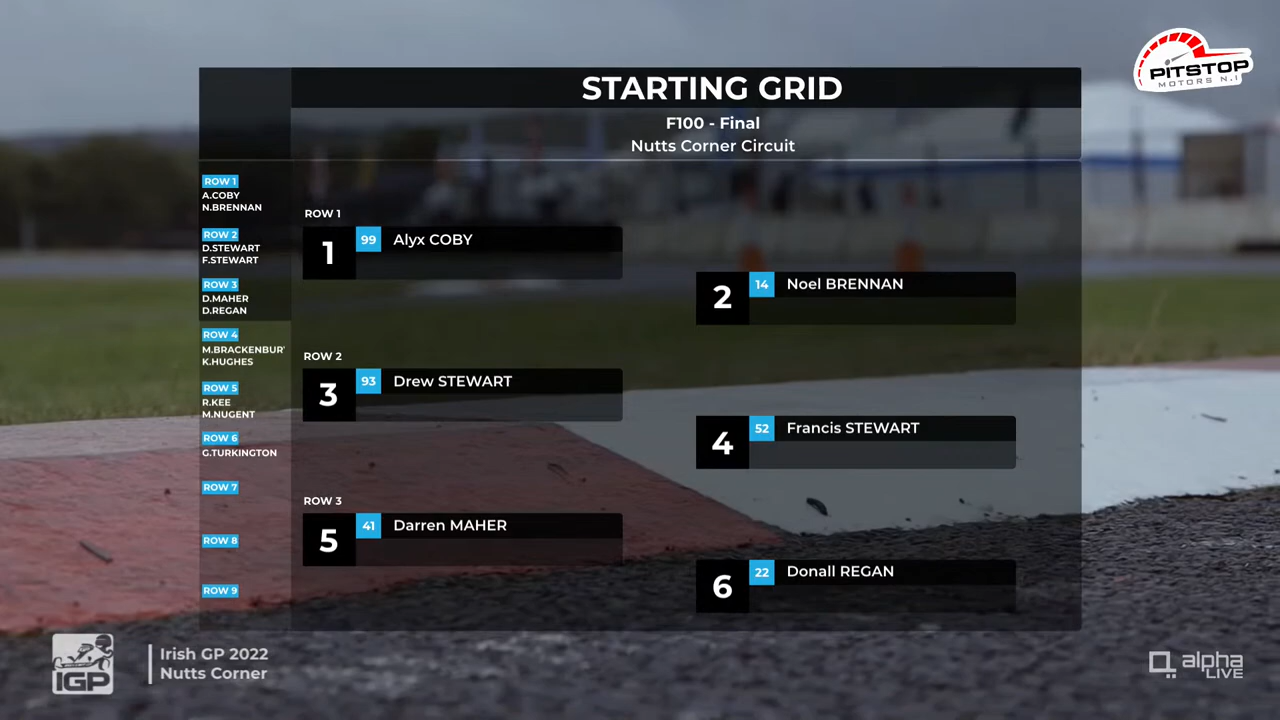 PITSTOP
MOTORS N.I
STARTING GRID
F100 - Final
Nutts Corner Circuit
ROW 1
A.COBY
N.BRENNAN
ROW 2
D.STEWART
F.STEWART
ROW 3
D.MAHER
D.REGAN
ROW 4
M.BRACKENBUR
K.HUGHES
ROW 5
R.KEE
M.NUGENT
ROW 6
G.TURKINGTON
ROW 7
ROW 8
ROW 9
ROW 1
1 99 Alyx COBY
2 14 Noel BRENNAN
ROW 2
3 93 Drew STEWART
4 52 Francis STEWART
ROW 3
5 41 Darren MAHER
6 22 Donall REGAN
IGP
Irish GP 2022
Nutts Corner
alpha
LIVE